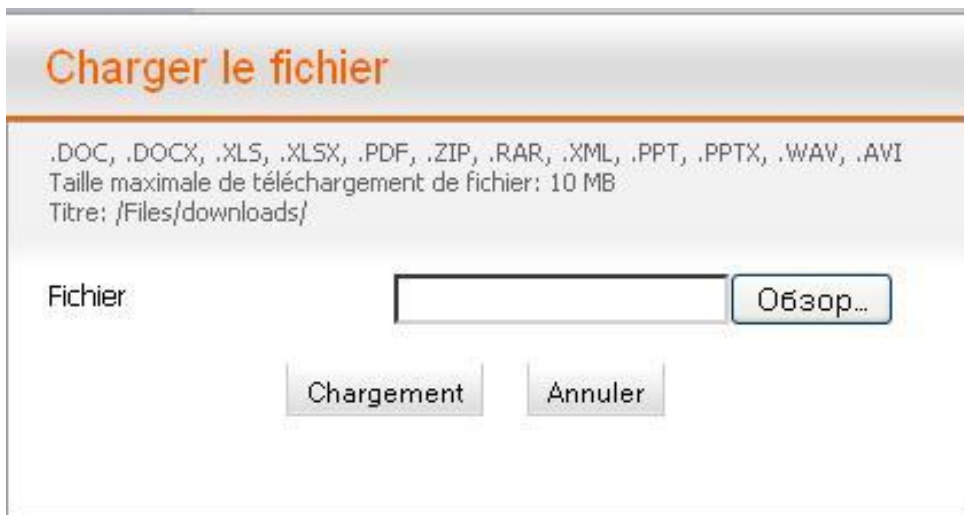 Charger le fichier
.DOC, .DOCX, .XLS, .XLSX, .PDF, .ZIP, .RAR, .XML, .PPT, .PPTX, .WAV, .AVI
Taille maximale de téléchargement de fichier: 10 MB
Titre: /Files/downloads/
Fichier Обзор...
Chargement Annuler